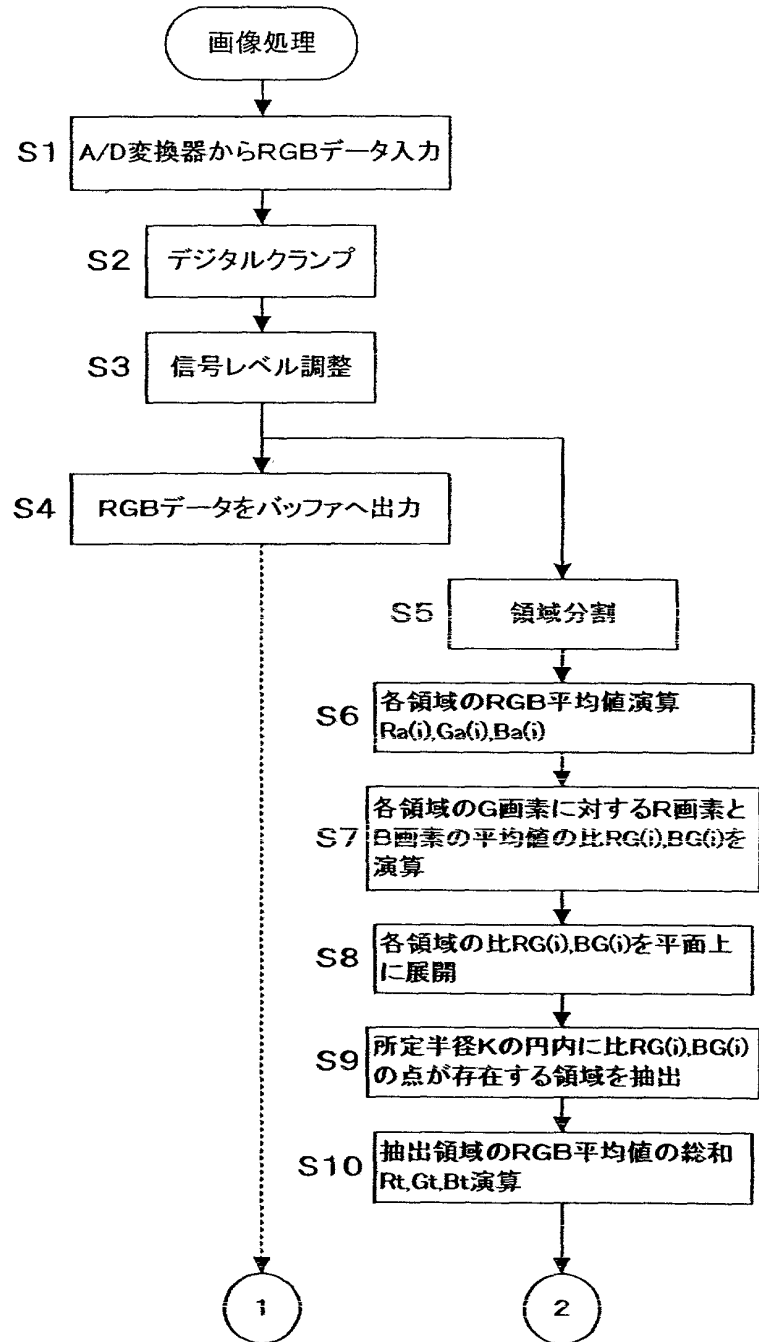 画像処理
S1 A/D変換器からRGBデータ入力
S2 デジタルクランプ
S3 信号レベル調整
S4 RGBデータをバッファへ出力
S5 領域分割
S6 各領域のRGB平均値演算
Ra(i),Ga(i),Ba(i)
S7 各領域のG画素に対するR画素と
B画素の平均値の比RG(i),BG(i)を
演算
S8 各領域の比RG(i),BG(i)を平面上
に展開
S9 所定半径Kの円内に比RG(i),BG(i)
の点が存在する領域を抽出
S10 抽出領域のRGB平均値の総和
Rt,Gt,Bt演算
1
2